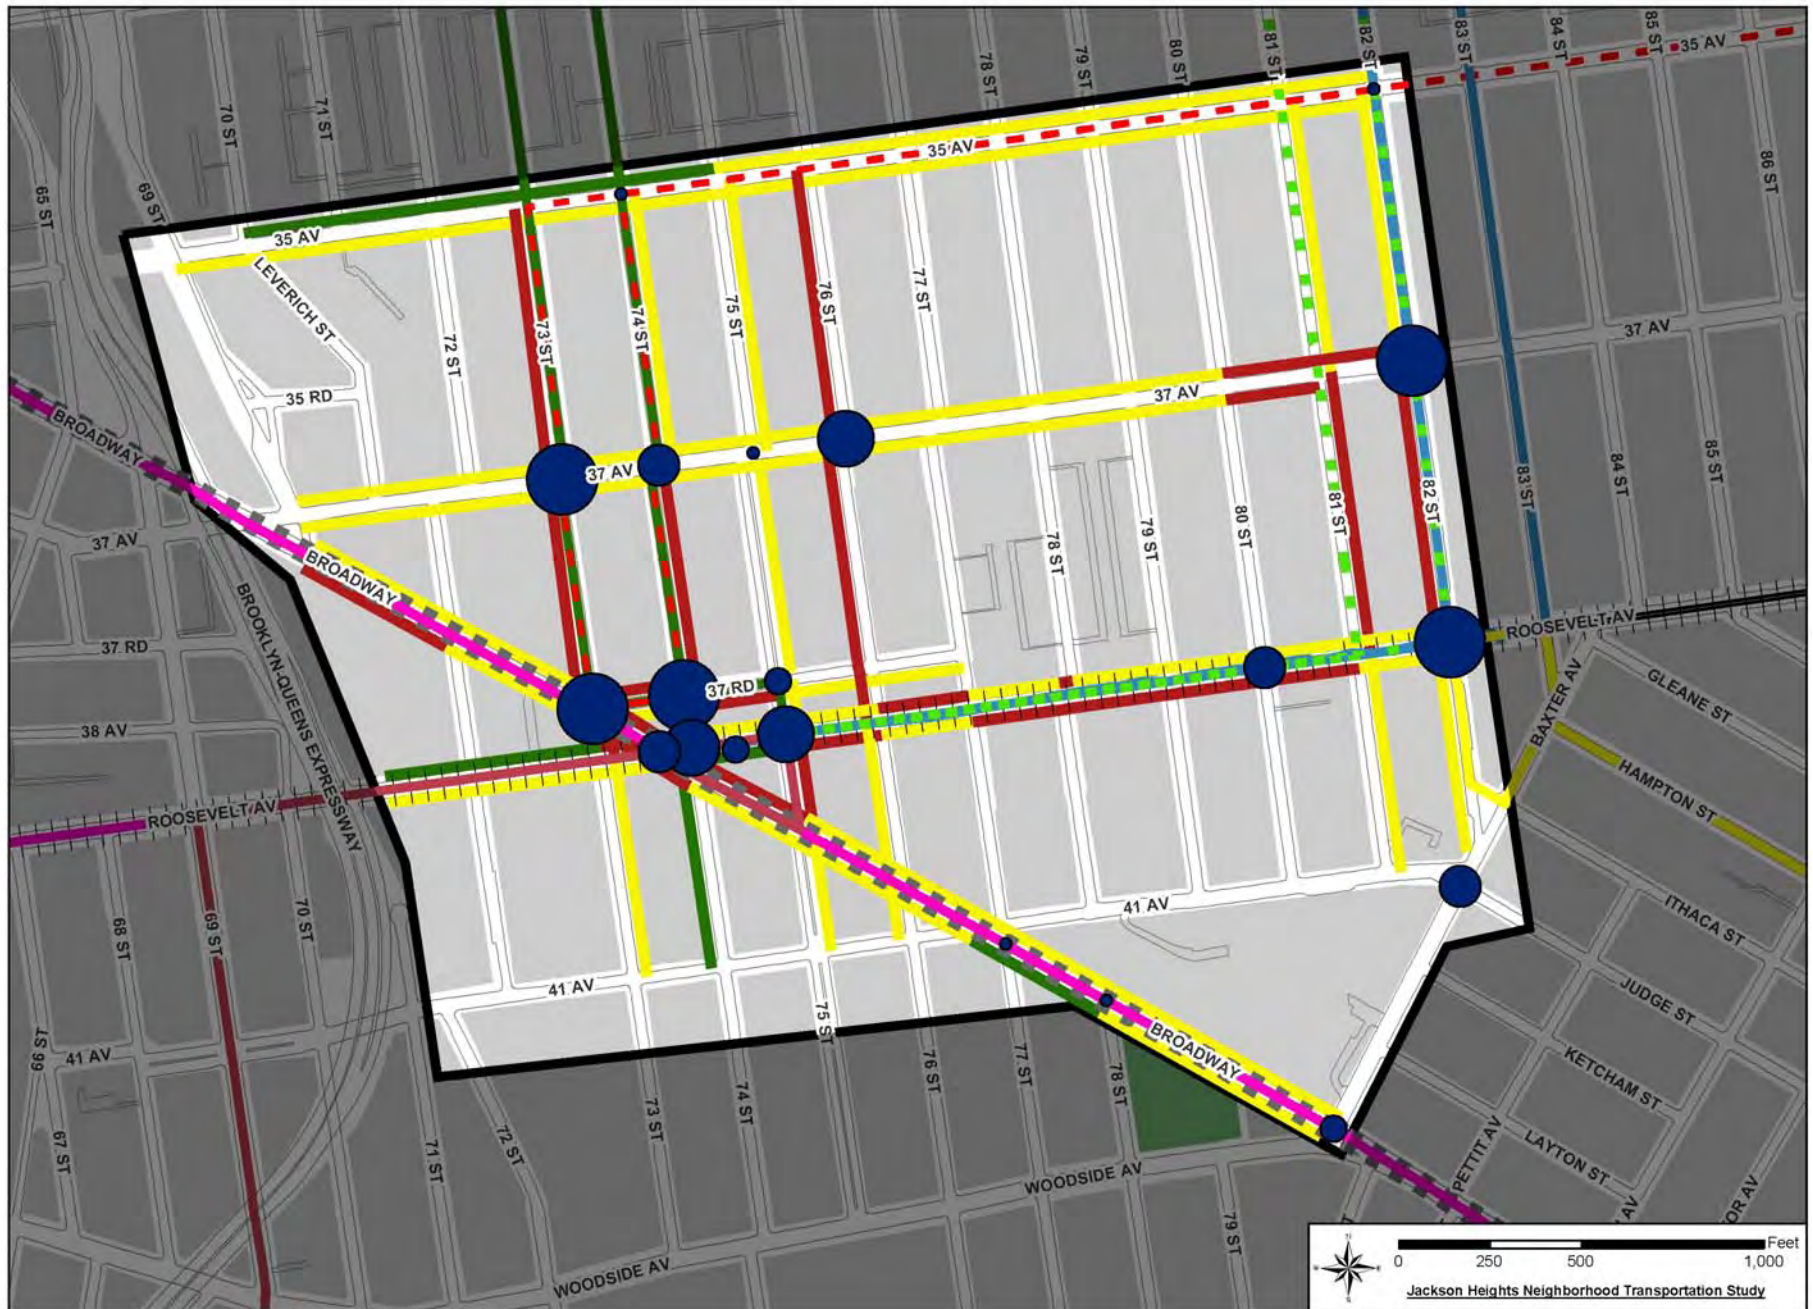 70 ST
71 ST
78 ST
79 ST
80 ST
81 ST
82 ST
83 ST
84 ST
85 ST
35 AV
65 ST
69 ST
35 AV
86 ST
35 AV
LEVERICH ST
72 ST
73 ST
74 ST
75 ST
76 ST
77 ST
37 AV
35 RD
37 AV
BROADWAY
37 AV
82 ST
83 ST
84 ST
85 ST
81 ST
80 ST
79 ST
78 ST
37 AV
BROADWAY
BROOKLYN-QUEENS EXPRESSWAY
37 RD
ROOSEVELT AV
37 RD
GLEANE ST
BAXTER AV
38 AV
HAMPTON ST
ROOSEVELT AV
68 ST
69 ST
70 ST
41 AV
ITHACA ST
41 AV
JUDGE ST
75 ST
66 ST
41 AV
BROADWAY
KETCHAM ST
76 ST
77 ST
78 ST
73 ST
74 ST
67 ST
71 ST
72 ST
PETTIT AV
LAYTON ST
WOODSIDE AV
79 ST
WOODSIDE AV
Feet
0 250 500 1,000
Jackson Heights Neighborhood Transportation Study